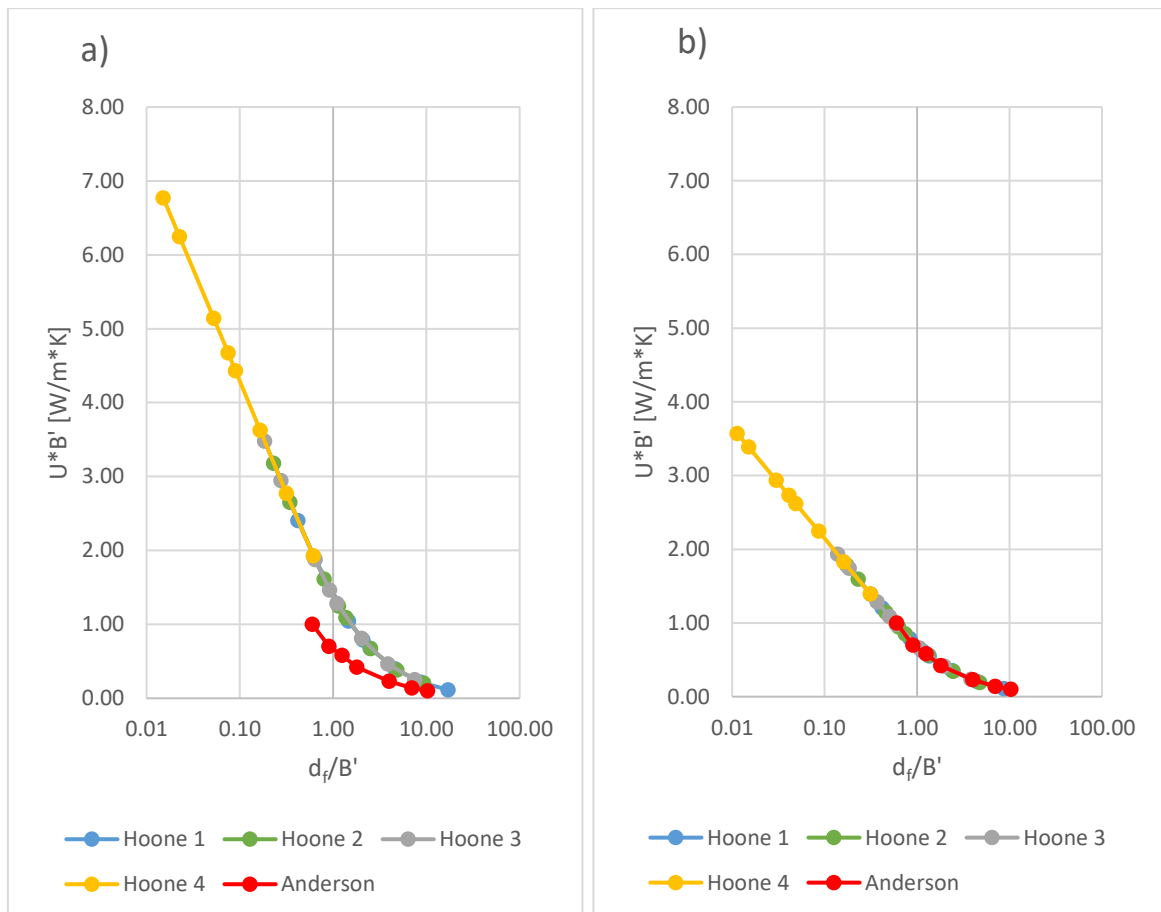 a)
8.00
7.00
6.00
5.00
4.00
3.00
2.00
1.00
0.00
U*B' [W/m*K]
0.01 0.10 1.00 10.00 100.00
d_f/B'
Hoone 1 Hoone 2 Hoone 3
Hoone 4 Anderson
b)
8.00
7.00
6.00
5.00
4.00
3.00
2.00
1.00
0.00
U*B' [W/m*K]
0.01 0.10 1.00 10.00 100.00
d_f/B'
Hoone 1 Hoone 2 Hoone 3
Hoone 4 Anderson